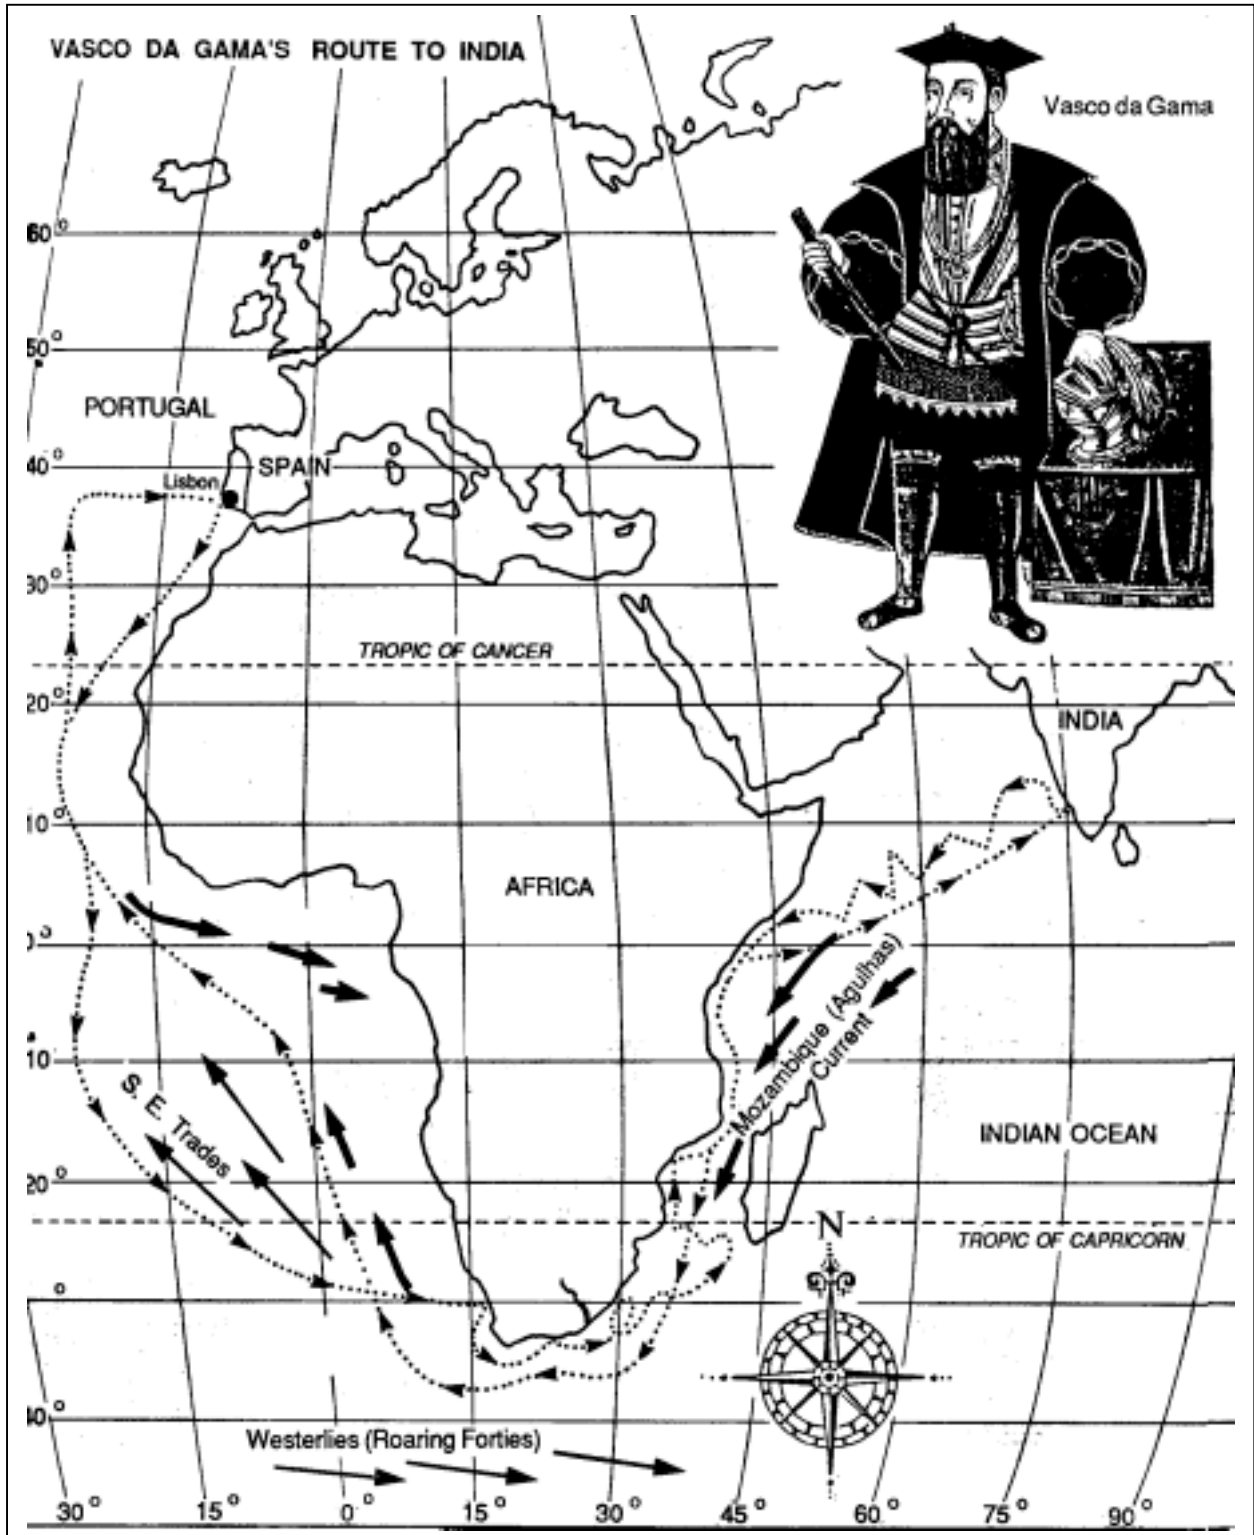 VASCO DA GAMA'S ROUTE TO INDIA
Vasco da Gama
60°
50°
PORTUGAL
40°
SPAIN
Lisbon
30°
TROPIC OF CANCER
20°
INDIA
10°
AFRICA
0°
Mozambique (Agulhas)
Current
10°
S. E. Trades
INDIAN OCEAN
20°
N
TROPIC OF CAPRICORN
°
40°
Westerlies (Roaring Forties)
30° 15° 0° 15° 30° 45° 60° 75° 90°